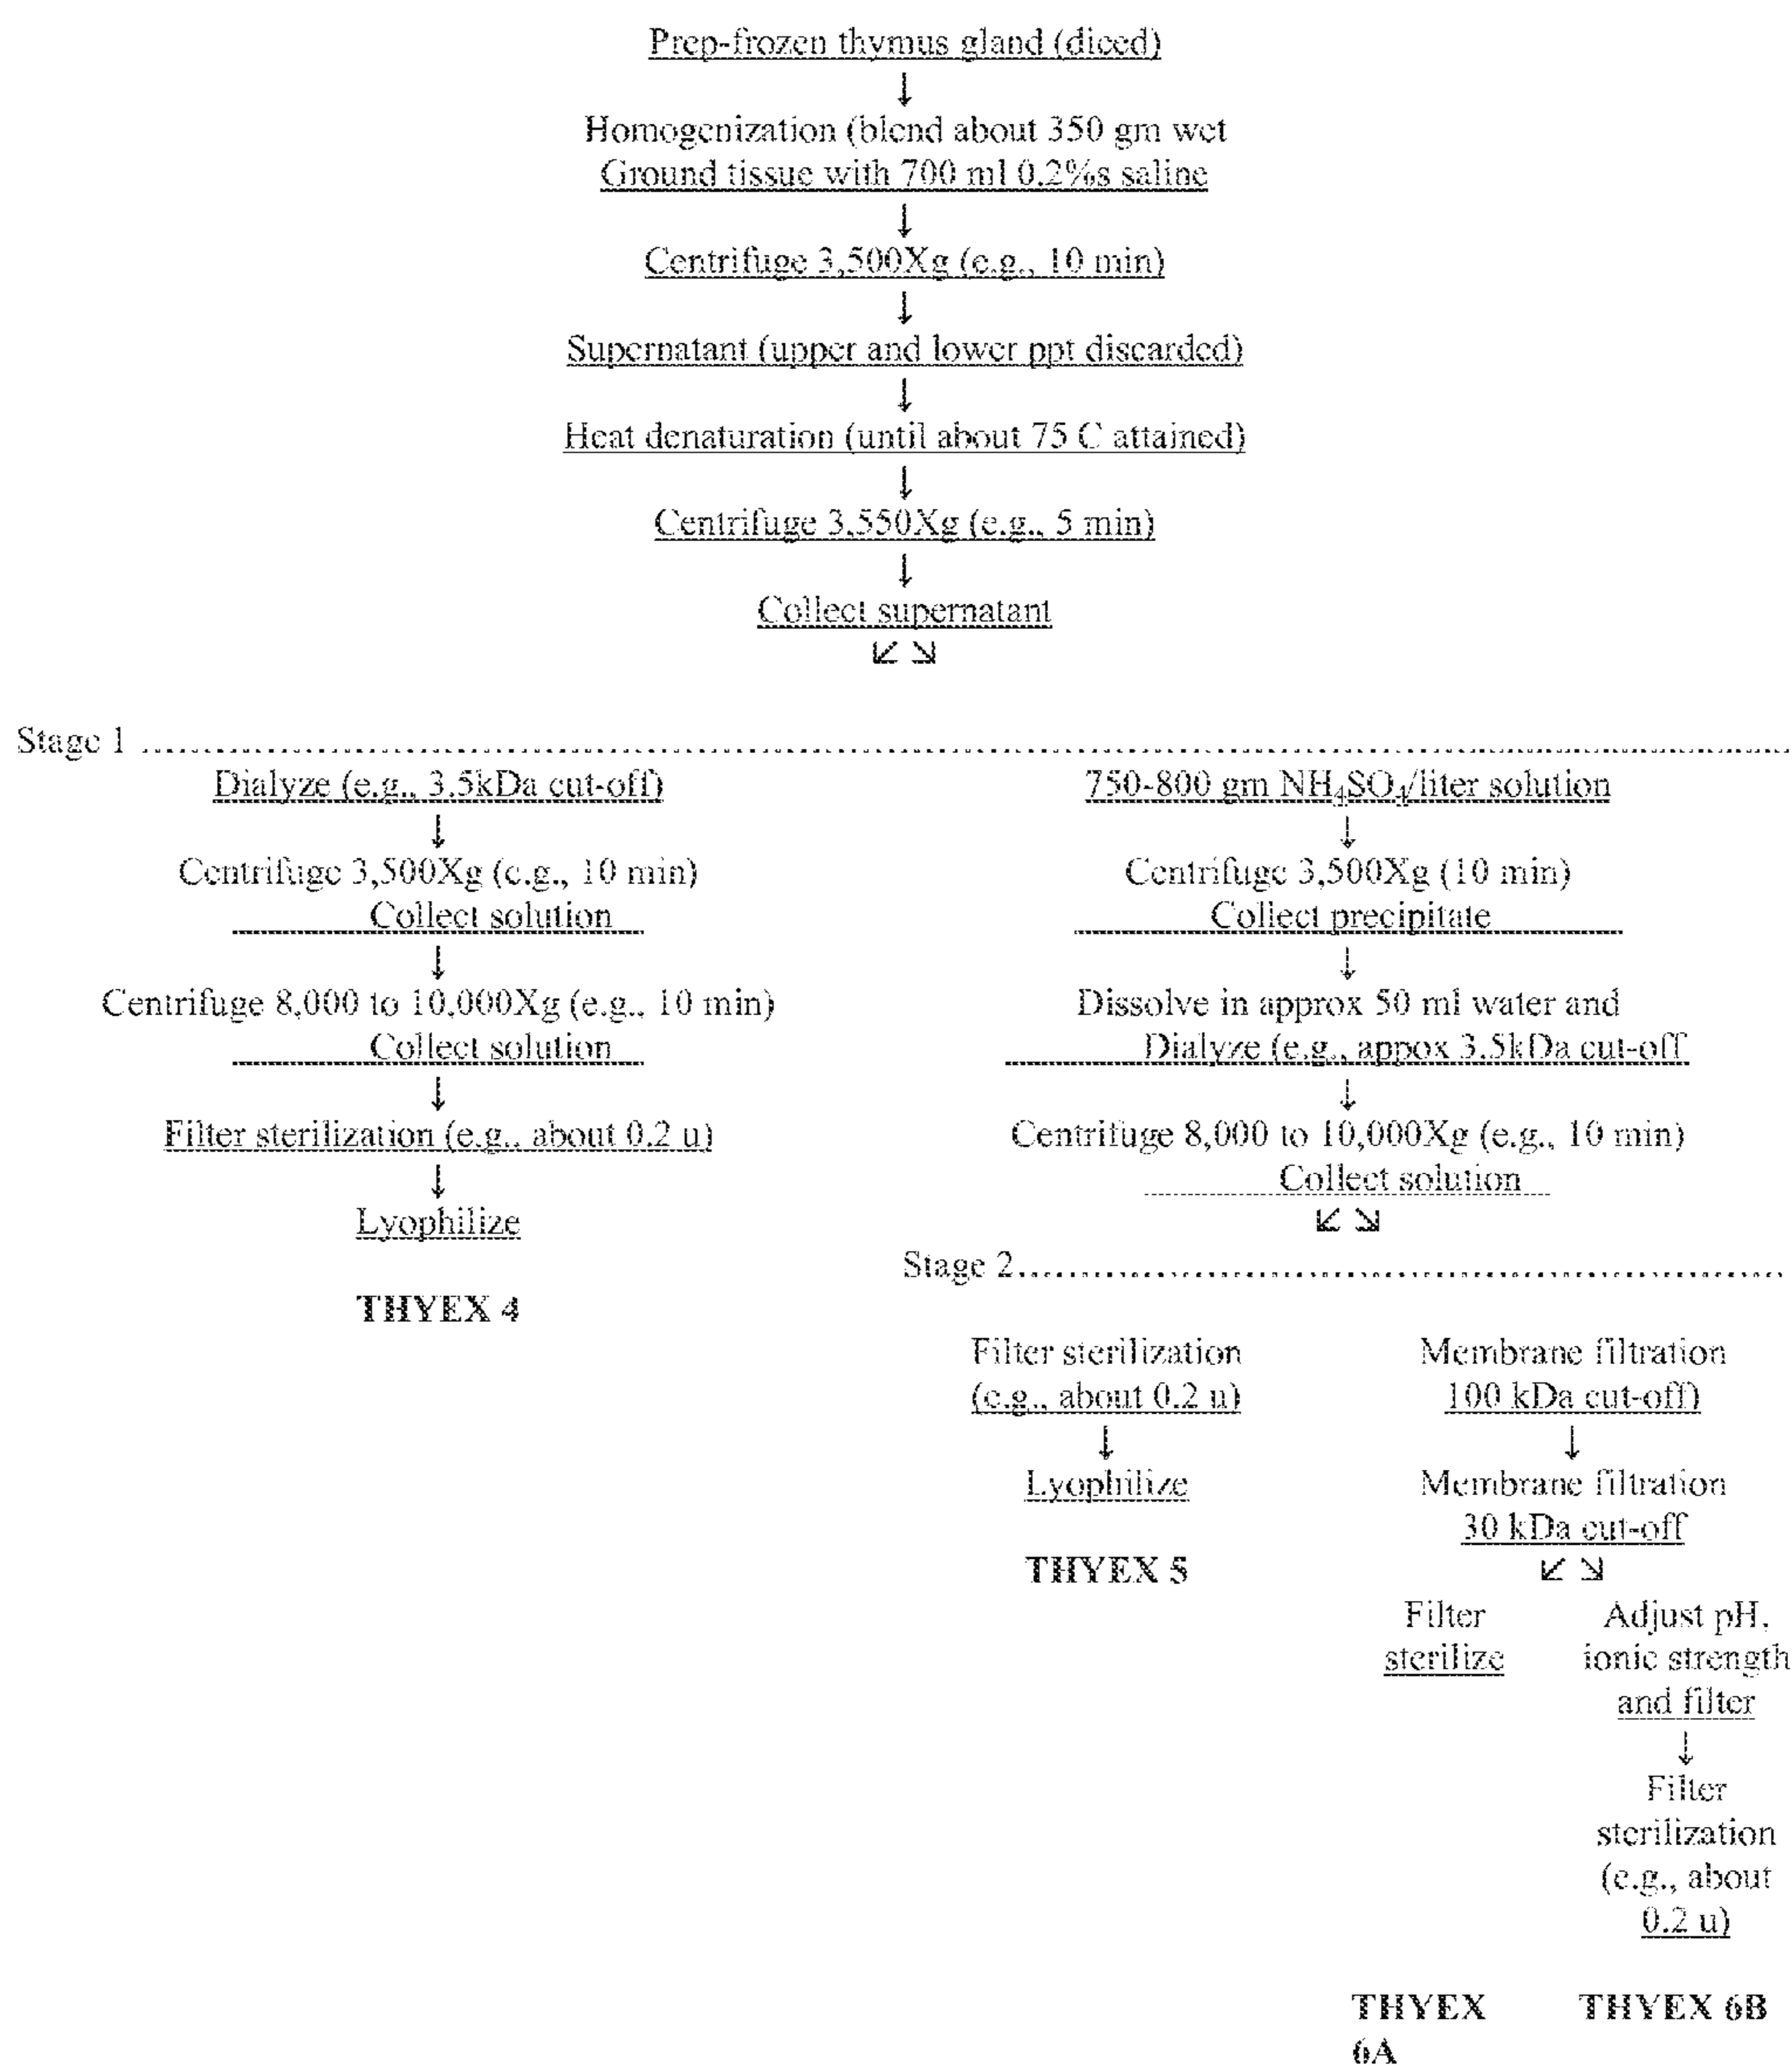 Prep-frozen thymus gland (diced)
↓
Homogenization (blend about 350 gm wet
Ground tissue with 700 ml 0.2%s saline
↓
Centrifuge 3,500Xg (e.g., 10 min)
↓
Supernatant (upper and lower ppt discarded)
↓
Heat denaturation (until about 75 C attained)
↓
Centrifuge 3,550Xg (e.g., 5 min)
↓
Collect supernatant
↙ ↘
Stage 1 ........................................................................
Dialyze (e.g., 3.5kDa cut-off)
↓
Centrifuge 3,500Xg (e.g., 10 min)
Collect solution
↓
Centrifuge 8,000 to 10,000Xg (e.g., 10 min)
Collect solution
↓
Filter sterilization (e.g., about 0.2 u)
↓
Lyophilize
THYEX 4
750-800 gm NH₄SO₄/liter solution
↓
Centrifuge 3,500Xg (10 min)
Collect precipitate
↓
Dissolve in approx 50 ml water and
Dialyze (e.g., appox 3.5kDa cut-off
↓
Centrifuge 8,000 to 10,000Xg (e.g., 10 min)
Collect solution
↙ ↘
Stage 2........................................
Filter sterilization
(e.g., about 0.2 u)
↓
Lyophilize
THYEX 5
Membrane filtration
100 kDa cut-off)
↓
Membrane filtration
30 kDa cut-off
↙ ↘
Filter
sterilize
THYEX
6A
Adjust pH,
ionic strength
and filter
↓
Filter
sterilization
(e.g., about
0.2 u)
THYEX 6B